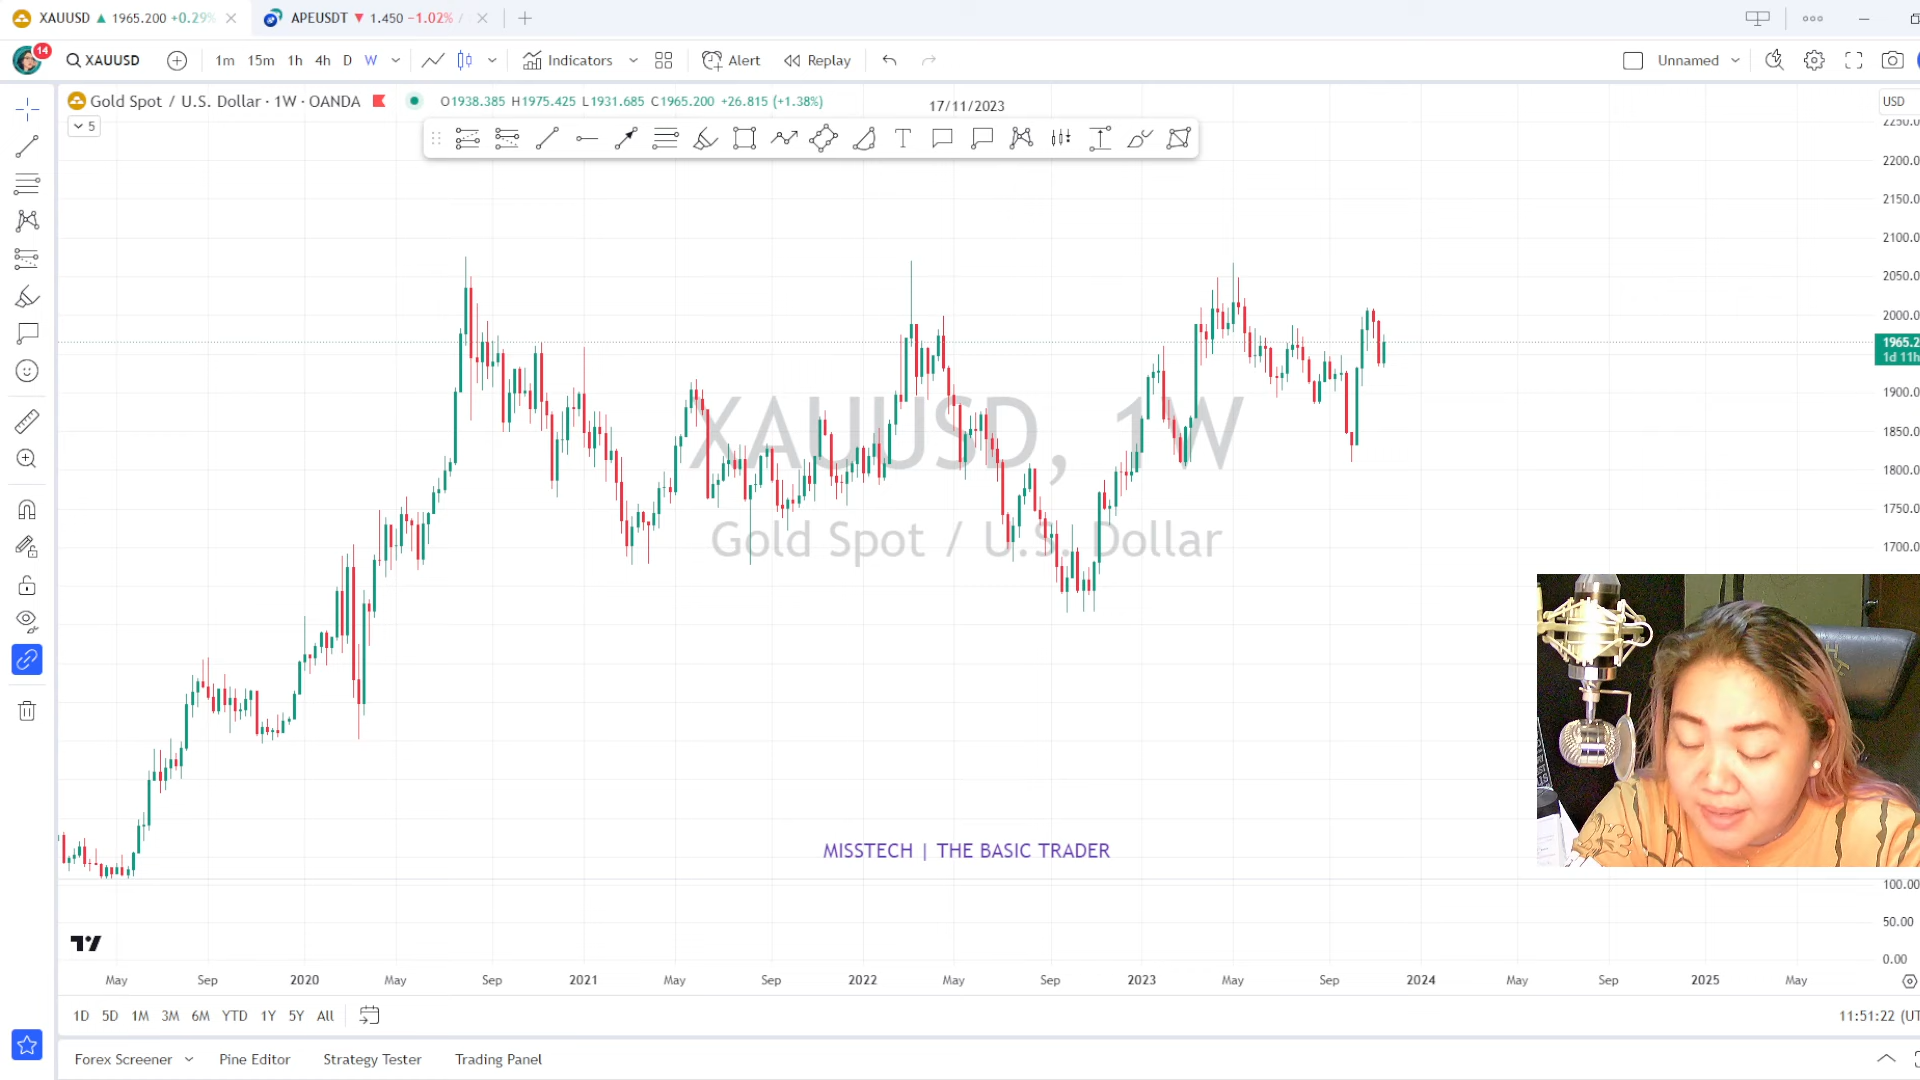 XAUUSD ▲ 1965.200 +0.29%
APEUSDT ▼ 1.450 −1.02% /
14
XAUUSD
1m 15m 1h 4h D W
Indicators
Alert
Replay
Unnamed
Gold Spot / U.S. Dollar · 1W · OANDA
O1938.385 H1975.425 L1931.685 C1965.200 +26.815 (+1.38%)
17/11/2023
USD
5
2250.0
2200.0
2150.0
2100.0
2050.0
2000.0
1965.2
1d 11h
1900.0
1850.0
1800.0
1750.0
1700.0
XAUUSD, 1W
Gold Spot / U.S. Dollar
MISSTECH | THE BASIC TRADER
100.00
50.00
0.00
May Sep 2020 May Sep 2021 May Sep 2022 May Sep 2023 May Sep 2024 May Sep 2025 May
1D 5D 1M 3M 6M YTD 1Y 5Y All
11:51:22 (UT
Forex Screener Pine Editor Strategy Tester Trading Panel